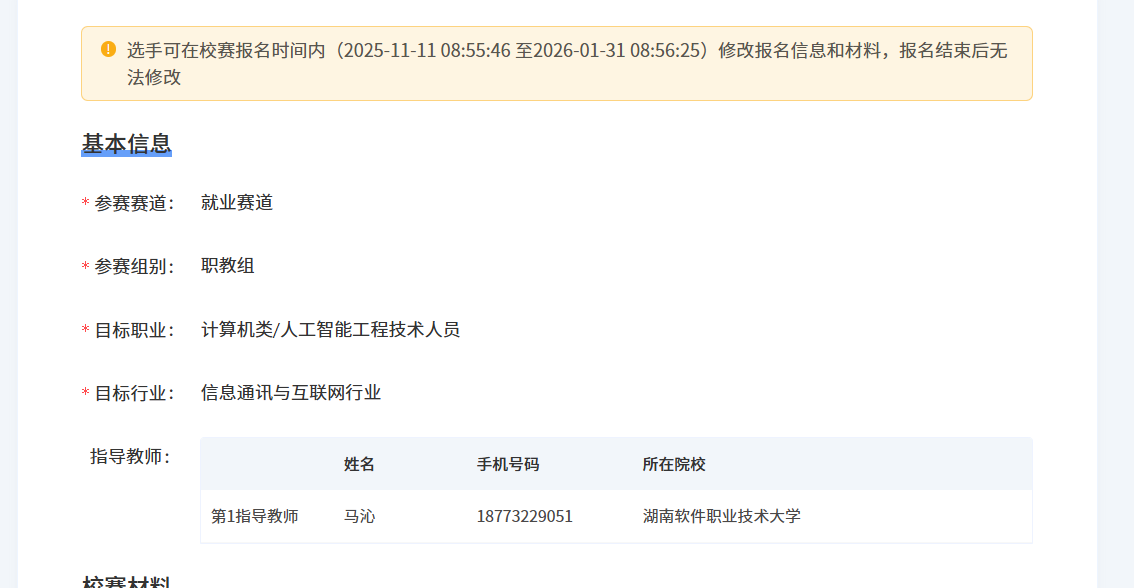 选手可在校赛报名时间内（2025-11-11 08:55:46 至2026-01-31 08:56:25）修改报名信息和材料，报名结束后无
法修改
基本信息
* 参赛赛道： 就业赛道
* 参赛组别： 职教组
* 目标职业： 计算机类/人工智能工程技术人员
* 目标行业： 信息通讯与互联网行业
指导教师： 姓名 手机号码 所在院校
第1指导教师 马沁 18773229051 湖南软件职业技术大学
校赛材料